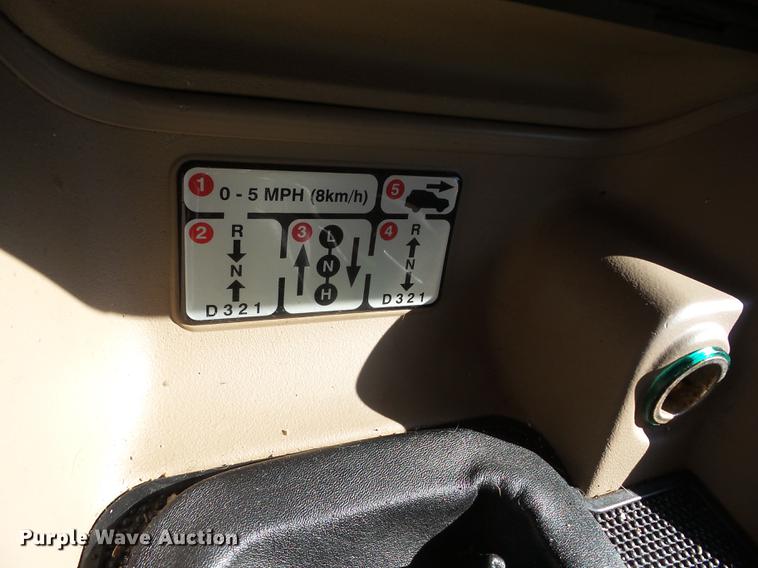 1 0 - 5 MPH (8km/h)
5
2 R N D 3 2 1
3 L N H
4 R N D 3 2 1
Purple Wave Auction